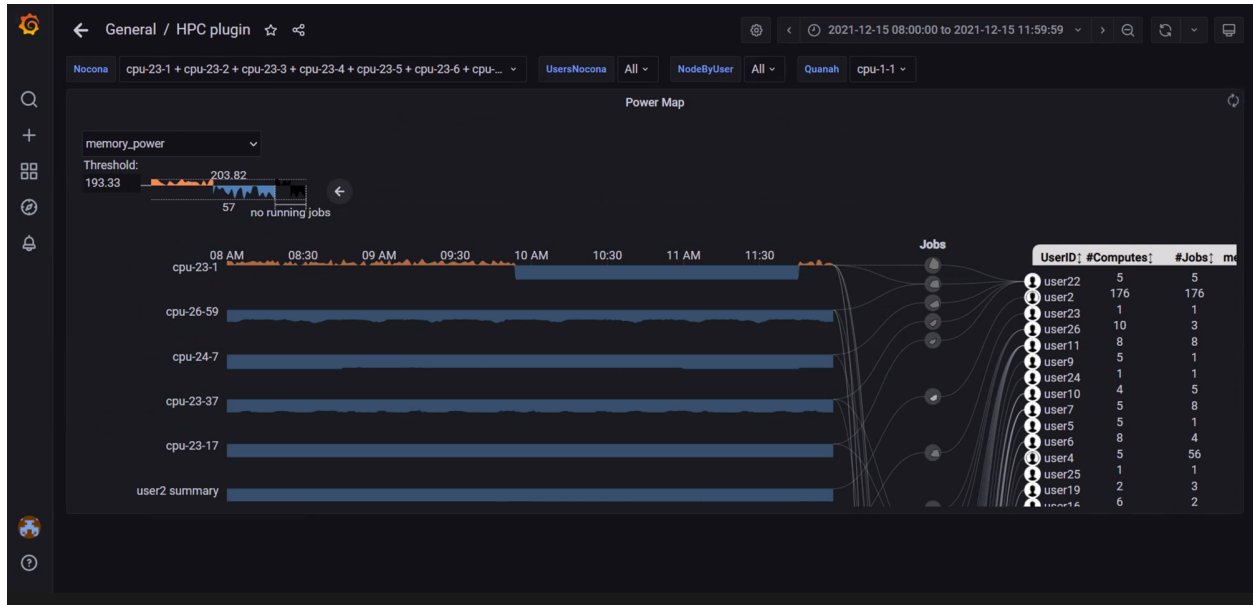 General / HPC plugin
2021-12-15 08:00:00 to 2021-12-15 11:59:59
Nocona cpu-23-1 + cpu-23-2 + cpu-23-3 + cpu-23-4 + cpu-23-5 + cpu-23-6 + cpu-... UsersNocona All NodeByUser All Quanah cpu-1-1
Power Map
memory_power
Threshold:
193.33
203.82
57
no running jobs
Jobs
08 AM 08:30 09 AM 09:30 10 AM 10:30 11 AM 11:30
UserID↕ #Computes↕ #Jobs↕ me
cpu-23-1
cpu-26-59
cpu-24-7
cpu-23-37
cpu-23-17
user2 summary
user22 5 5
user2 176 176
user23 1 1
user26 10 3
user11 8 8
user9 5 1
user24 1 1
user10 4 5
user7 5 8
user5 5 1
user6 8 4
user4 5 56
user25 1 1
user19 2 3
user16 6 2